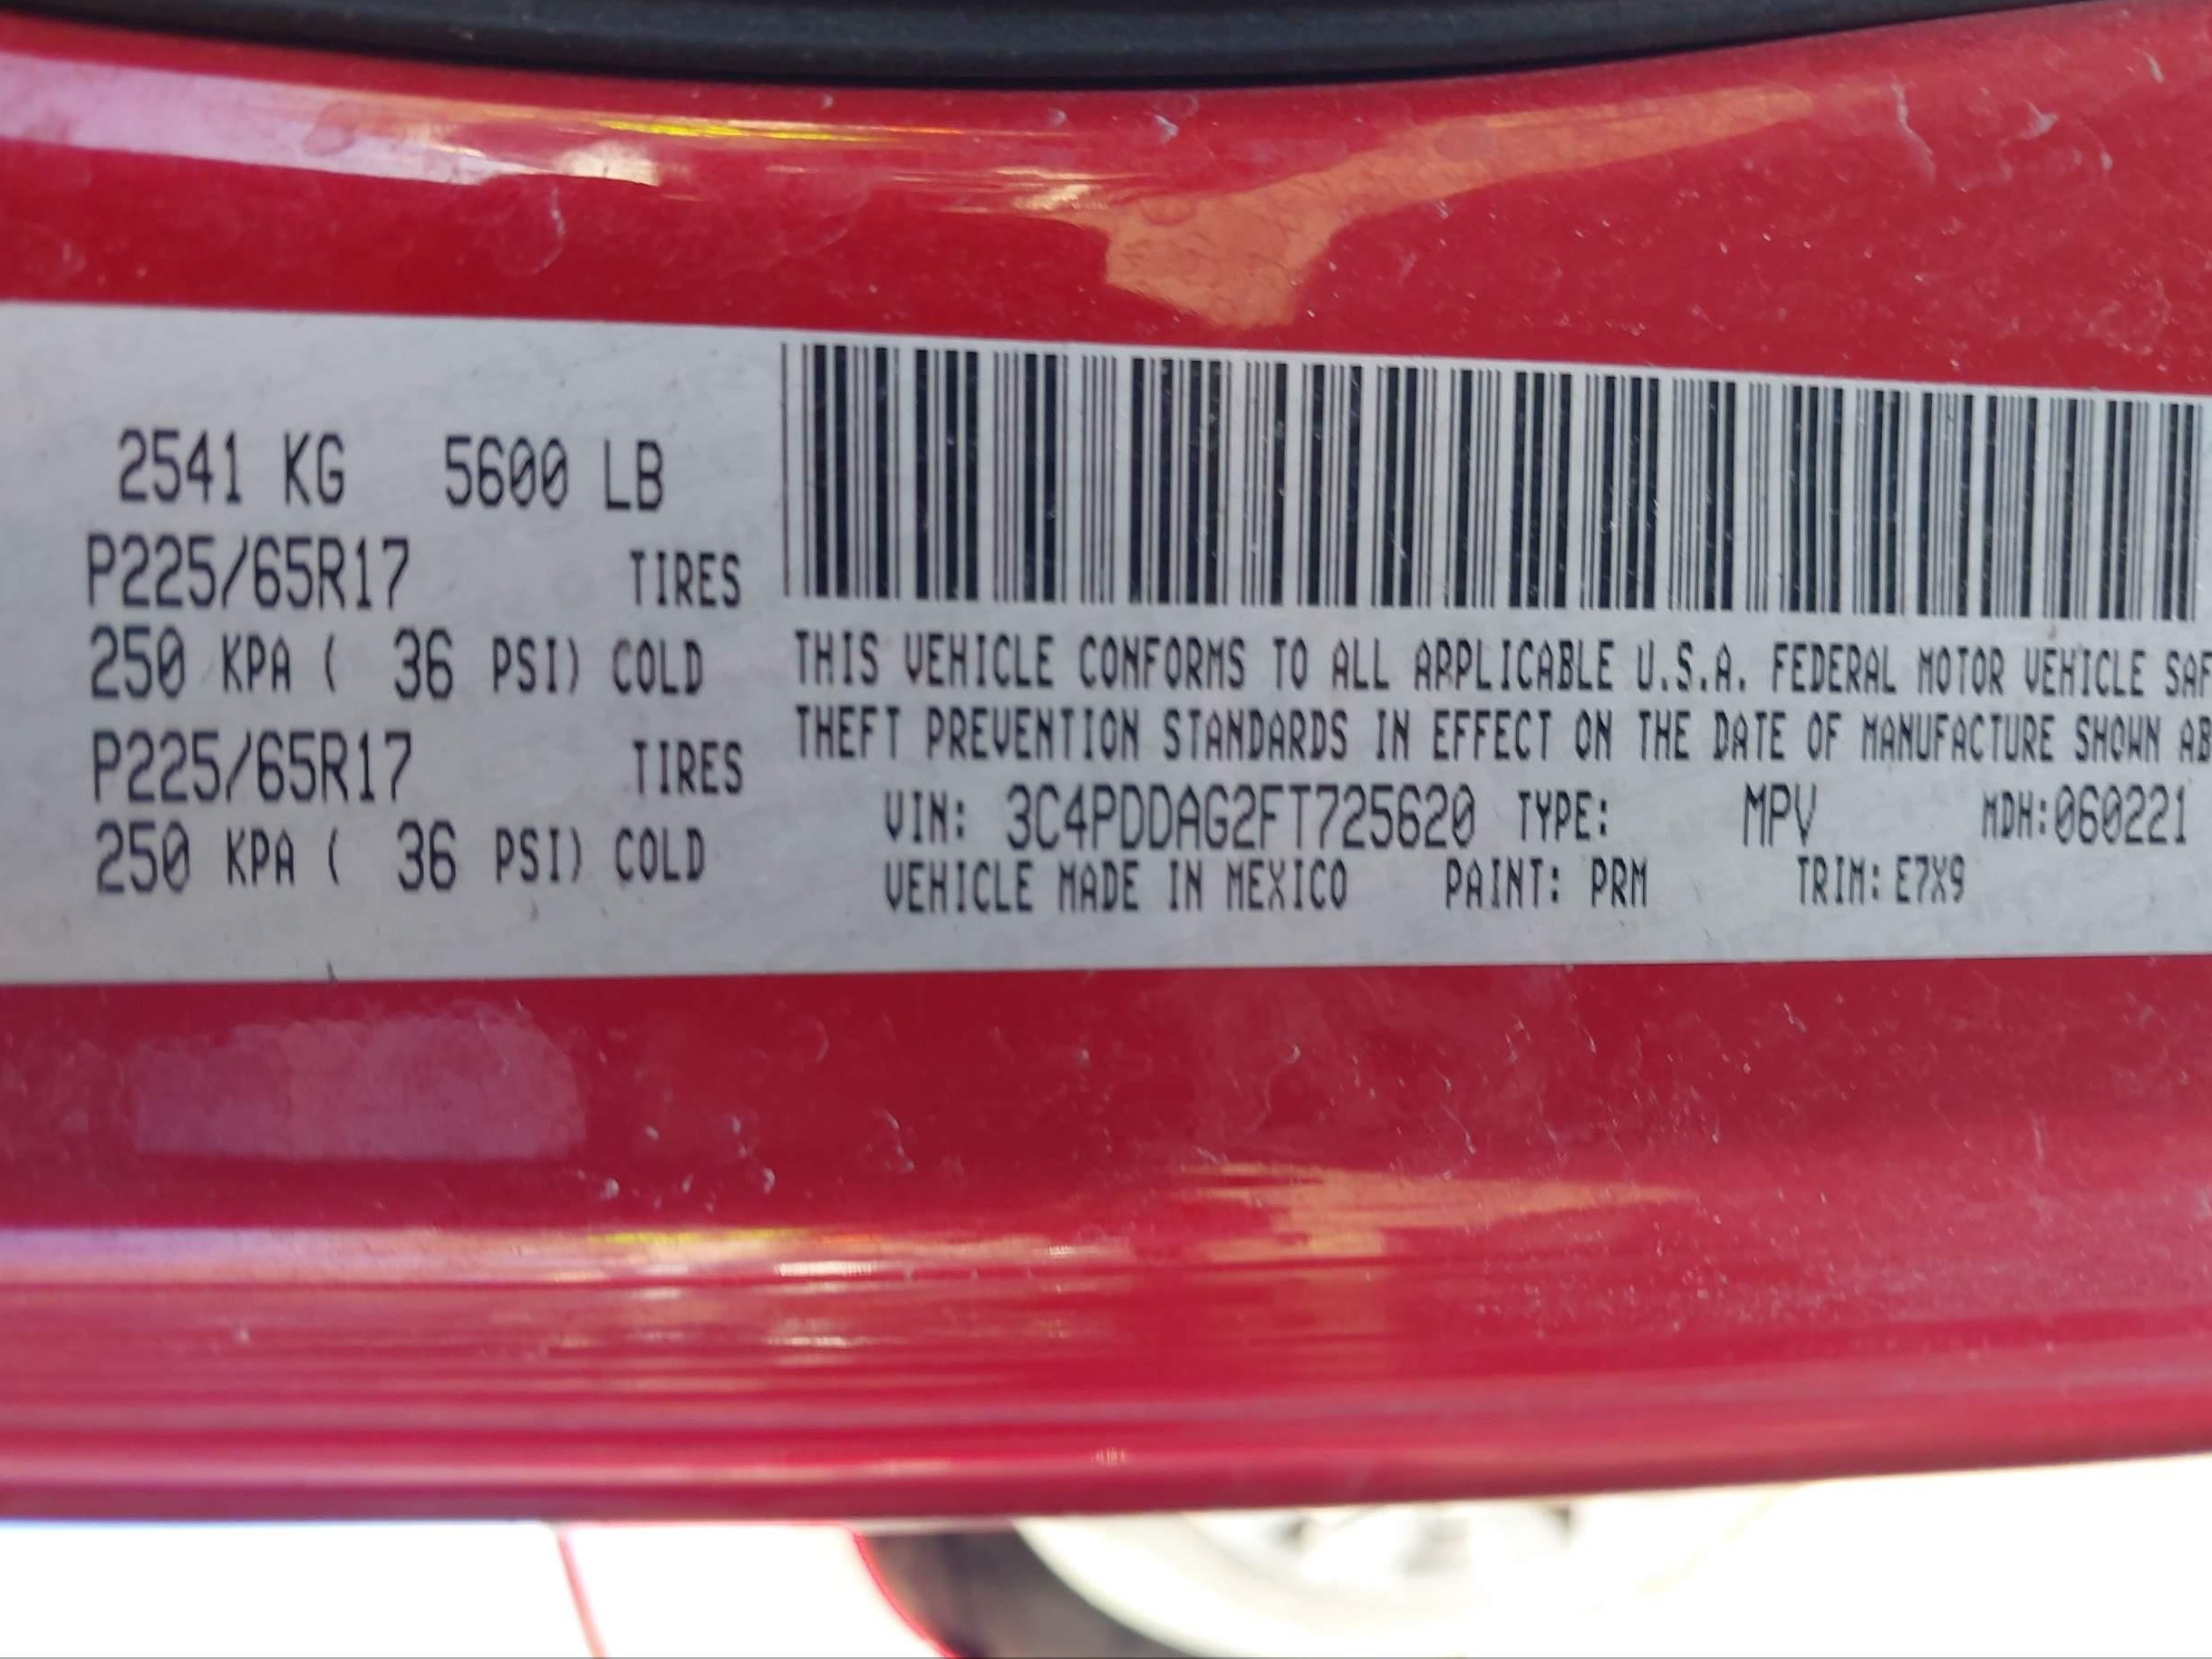 2541 KG 5600 LB
P225/65R17 TIRES
250 KPA ( 36 PSI) COLD
P225/65R17 TIRES
250 KPA ( 36 PSI) COLD
THIS VEHICLE CONFORMS TO ALL APPLICABLE U.S.A. FEDERAL MOTOR VEHICLE SAF
THEFT PREVENTION STANDARDS IN EFFECT ON THE DATE OF MANUFACTURE SHOWN AB
VIN: 3C4PDDAG2FT725620 TYPE: MPV MDH:060221
VEHICLE MADE IN MEXICO PAINT: PRM TRIM: E7X9